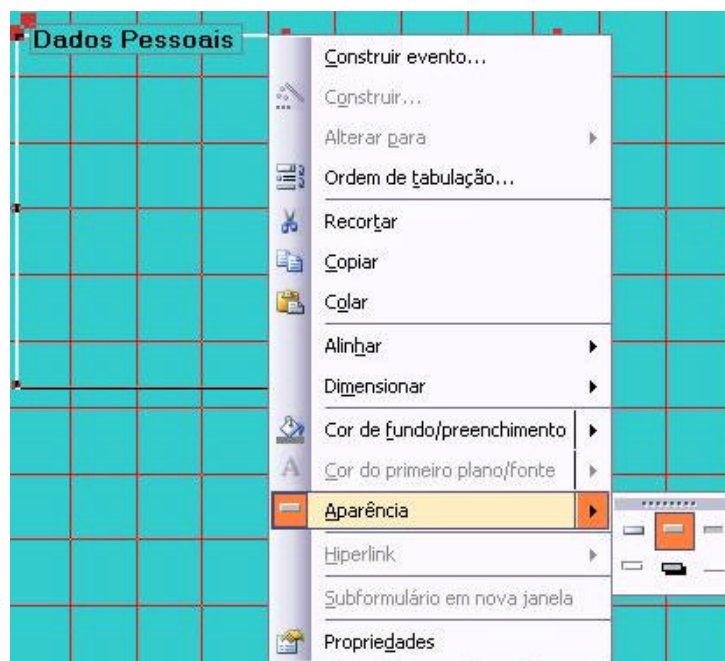 Dados Pessoais
Construir evento...
Construir...
Alterar para
Ordem de tabulação...
Recortar
Copiar
Colar
Alinhar
Dimensionar
Cor de fundo/preenchimento
Cor do primeiro plano/fonte
Aparência
Hiperlink
Subformulário em nova janela
Propriedades